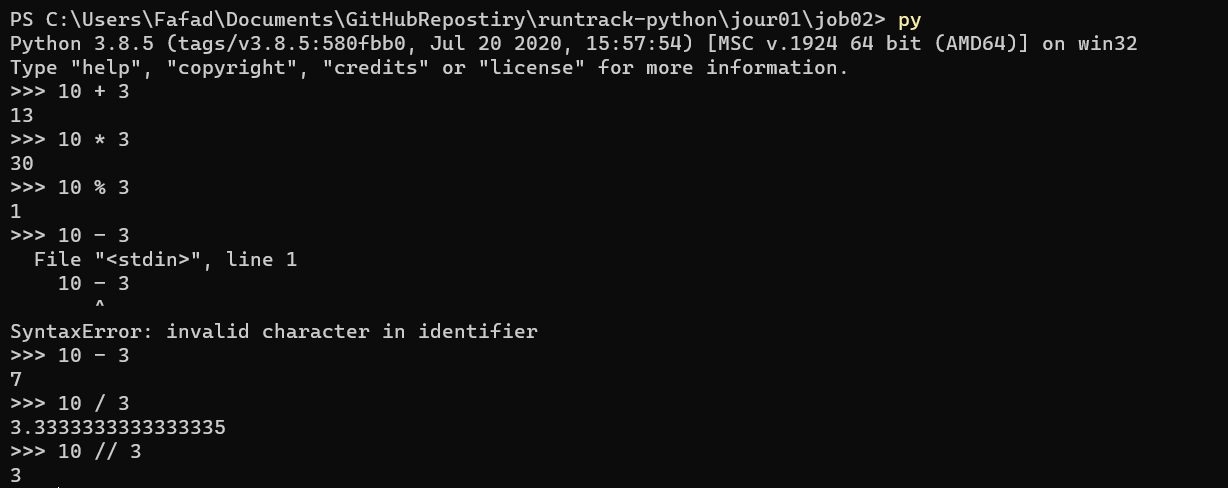 PS C:\Users\Fafad\Documents\GitHubRepostiry\runtrack-python\jour01\job02> py
Python 3.8.5 (tags/v3.8.5:580fbb0, Jul 20 2020, 15:57:54) [MSC v.1924 64 bit (AMD64)] on win32
Type "help", "copyright", "credits" or "license" for more information.
>>> 10 + 3
13
>>> 10 * 3
30
>>> 10 % 3
1
>>> 10 – 3
  File "<stdin>", line 1
    10 – 3
       ^
SyntaxError: invalid character in identifier
>>> 10 - 3
7
>>> 10 / 3
3.3333333333333335
>>> 10 // 3
3